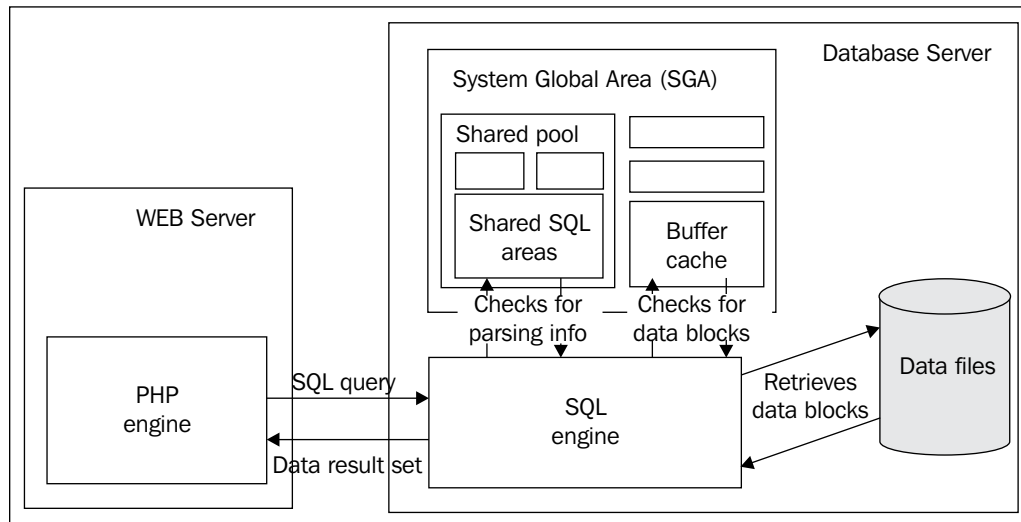 Database Server
System Global Area (SGA)
Shared pool
Shared SQL
areas
Buffer
cache
WEB Server
Checks for
parsing info
Checks for
data blocks
PHP
engine
SQL query
Data result set
SQL
engine
Retrieves
data blocks
Data files